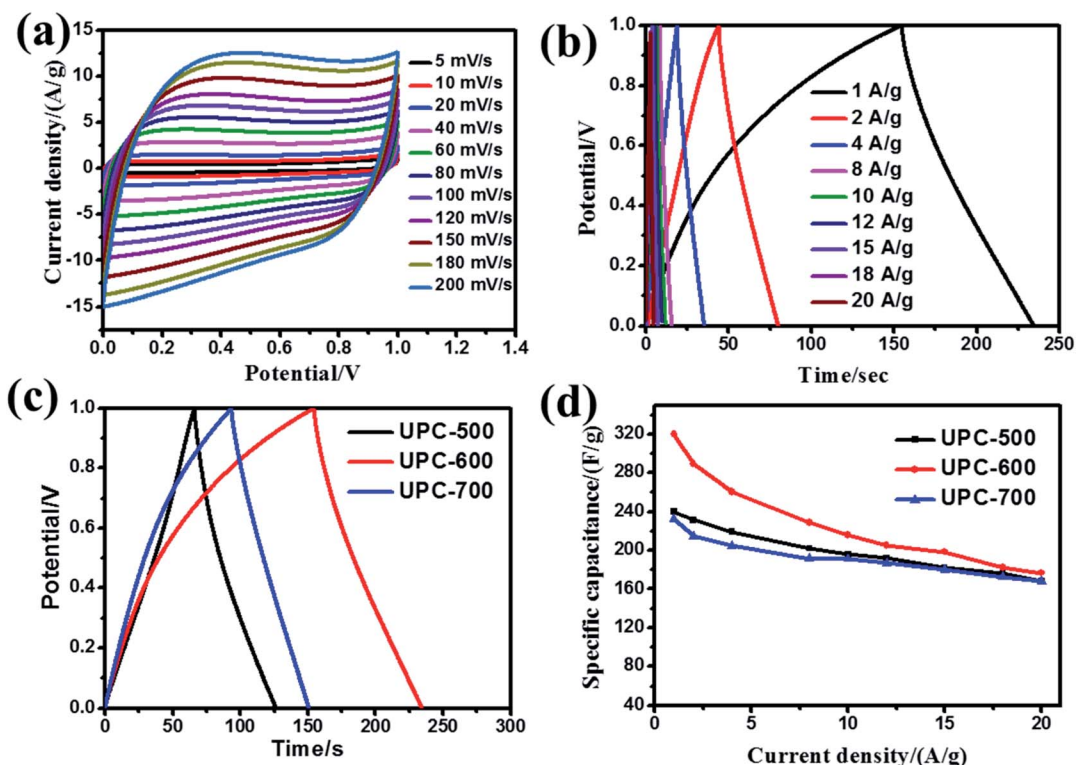 (a)
Current density/(A/g)
15
10
5
0
-5
-10
-15
0.0 0.2 0.4 0.6 0.8 1.0 1.2 1.4
Potential/V
5 mV/s
10 mV/s
20 mV/s
40 mV/s
60 mV/s
80 mV/s
100 mV/s
120 mV/s
150 mV/s
180 mV/s
200 mV/s
(b)
Potential/V
1.0
0.8
0.6
0.4
0.2
0.0
0 50 100 150 200 250
Time/sec
1 A/g
2 A/g
4 A/g
8 A/g
10 A/g
12 A/g
15 A/g
18 A/g
20 A/g
(c)
Potential/V
1.0
0.8
0.6
0.4
0.2
0.0
0 50 100 150 200 250 300
Time/s
UPC-500
UPC-600
UPC-700
(d)
Specific capacitance/(F/g)
320
280
240
200
160
120
80
40
0 5 10 15 20
Current density/(A/g)
UPC-500
UPC-600
UPC-700